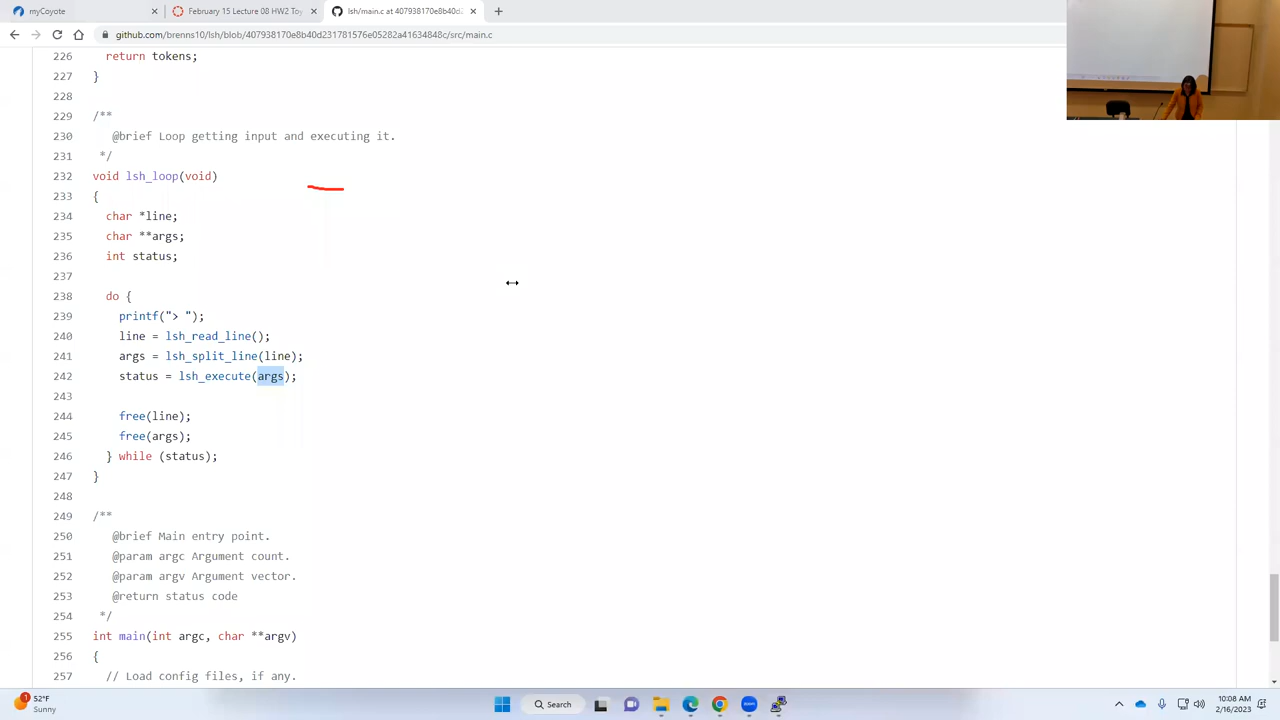 myCoyote
February 15 Lecture 08 HW2 Toy
lsh/main.c at 407938170e8b40d2
github.com/brenns10/lsh/blob/407938170e8b40d231781576e05282a41634848c/src/main.c
226 return tokens;
227 }
228
229 /**
230 @brief Loop getting input and executing it.
231 */
232 void lsh_loop(void)
233 {
234 char *line;
235 char **args;
236 int status;
237
238 do {
239 printf("> ");
240 line = lsh_read_line();
241 args = lsh_split_line(line);
242 status = lsh_execute(args);
243
244 free(line);
245 free(args);
246 } while (status);
247 }
248
249 /**
250 @brief Main entry point.
251 @param argc Argument count.
252 @param argv Argument vector.
253 @return status code
254 */
255 int main(int argc, char **argv)
256 {
257 // Load config files, if any.
1
52°F
Sunny
Search
zoom
10:08 AM
2/16/2023